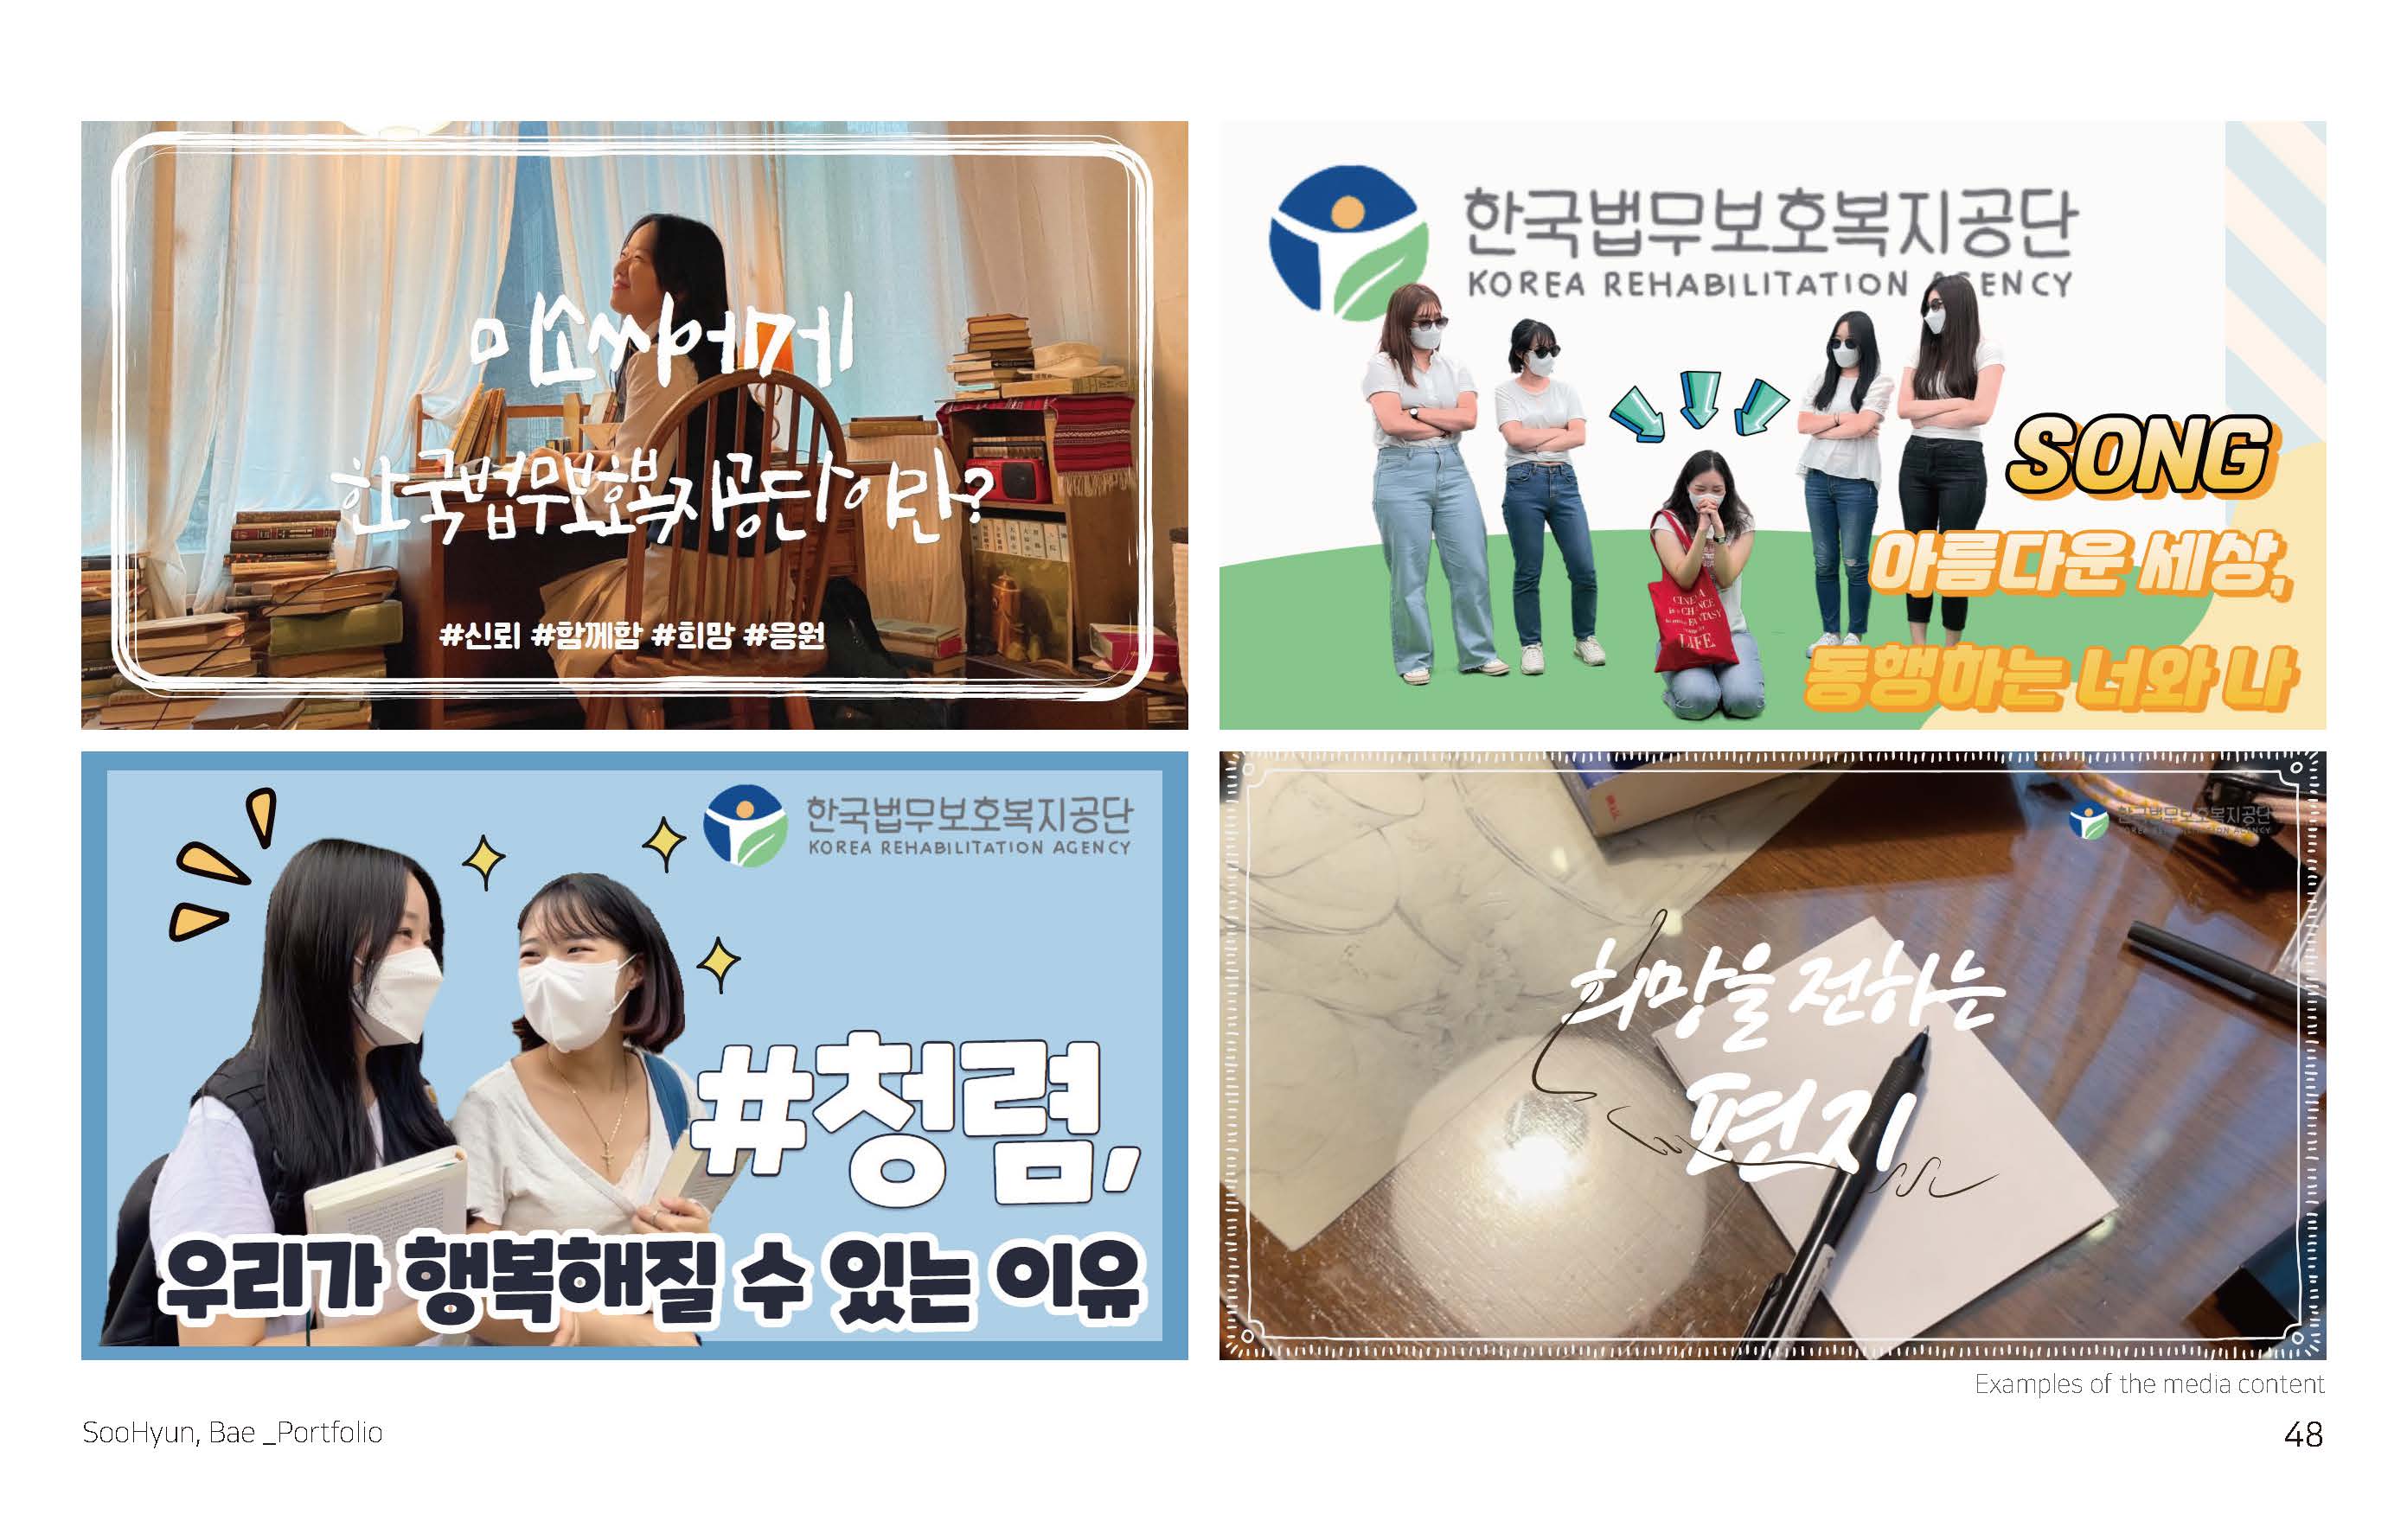 미소씨에게
한국법무보호복지공단이란?
#신뢰 #함께함 #희망 #응원
한국법무보호복지공단
KOREA REHABILITATION AGENCY
SONG
아름다운 세상,
동행하는 너와 나
LIFE
한국법무보호복지공단
KOREA REHABILITATION AGENCY
#청렴,
우리가 행복해질 수 있는 이유
한국법무보호복지공단
KOREA REHABILITATION AGENCY
희망을 전하는
편지
Examples of the media content
SooHyun, Bae _Portfolio
48